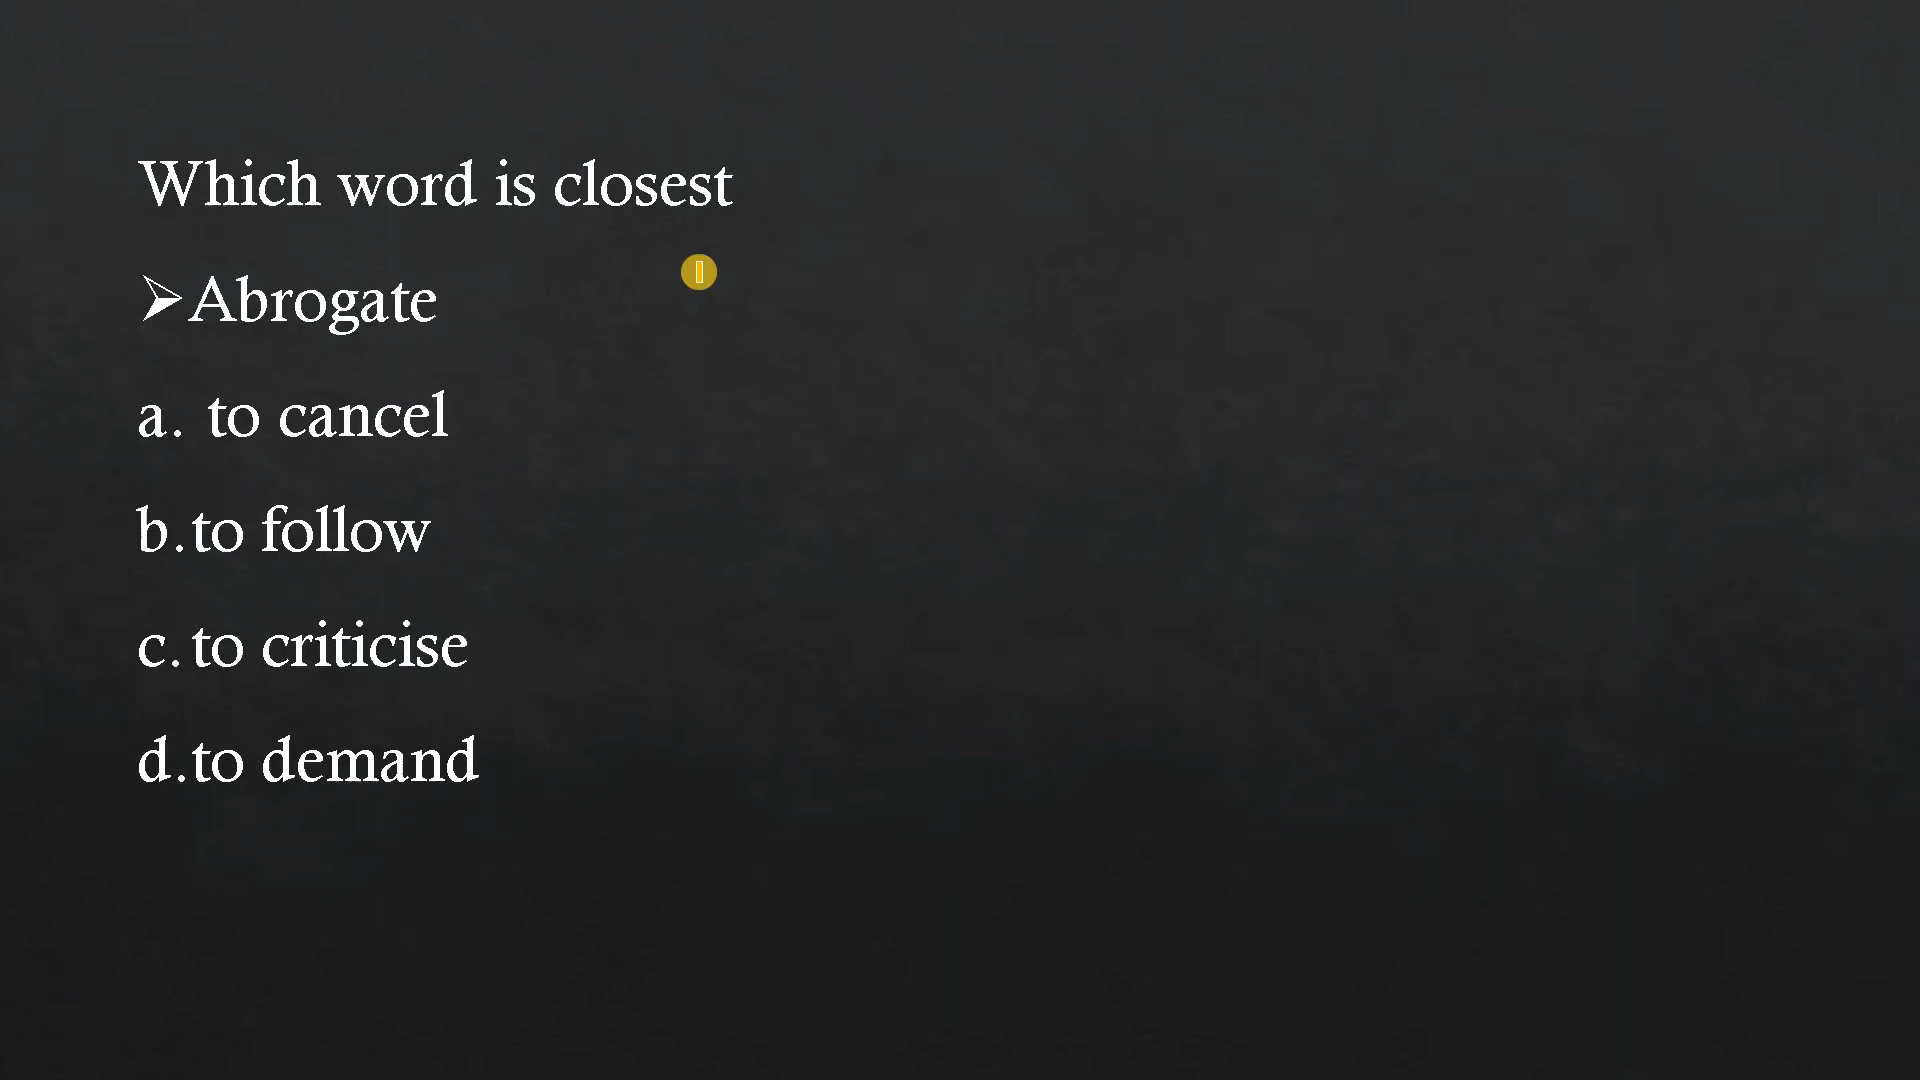 Which word is closest
➢Abrogate
a. to cancel
b.to follow
c.to criticise
d.to demand